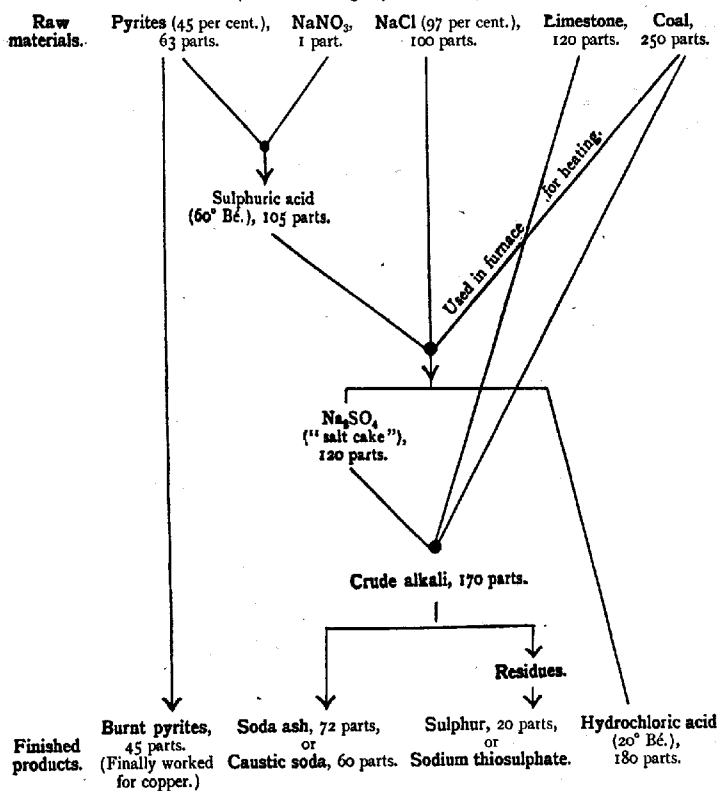 Raw materials.
Pyrites (45 per cent.),
63 parts.
NaNO3,
1 part.
NaCl (97 per cent.)
100 parts.
Limestone,
120 parts.
Coal,
250 parts.
Used in furnace for heating.
Sulphuric acid
(60° Bé.), 105 parts.
Na2SO4
("salt cake"),
120 parts.
Crude alkali, 170 parts.
Residues.
Finished
products.
Burnt pyrites,
45 parts.
(Finally worked
for copper.)
Soda ash, 72 parts,
or
Caustic soda, 60 parts.
Sulphur, 20 parts,
or
Sodium thiosulphate.
Hydrochloric acid
(20° Bé.),
180 parts.